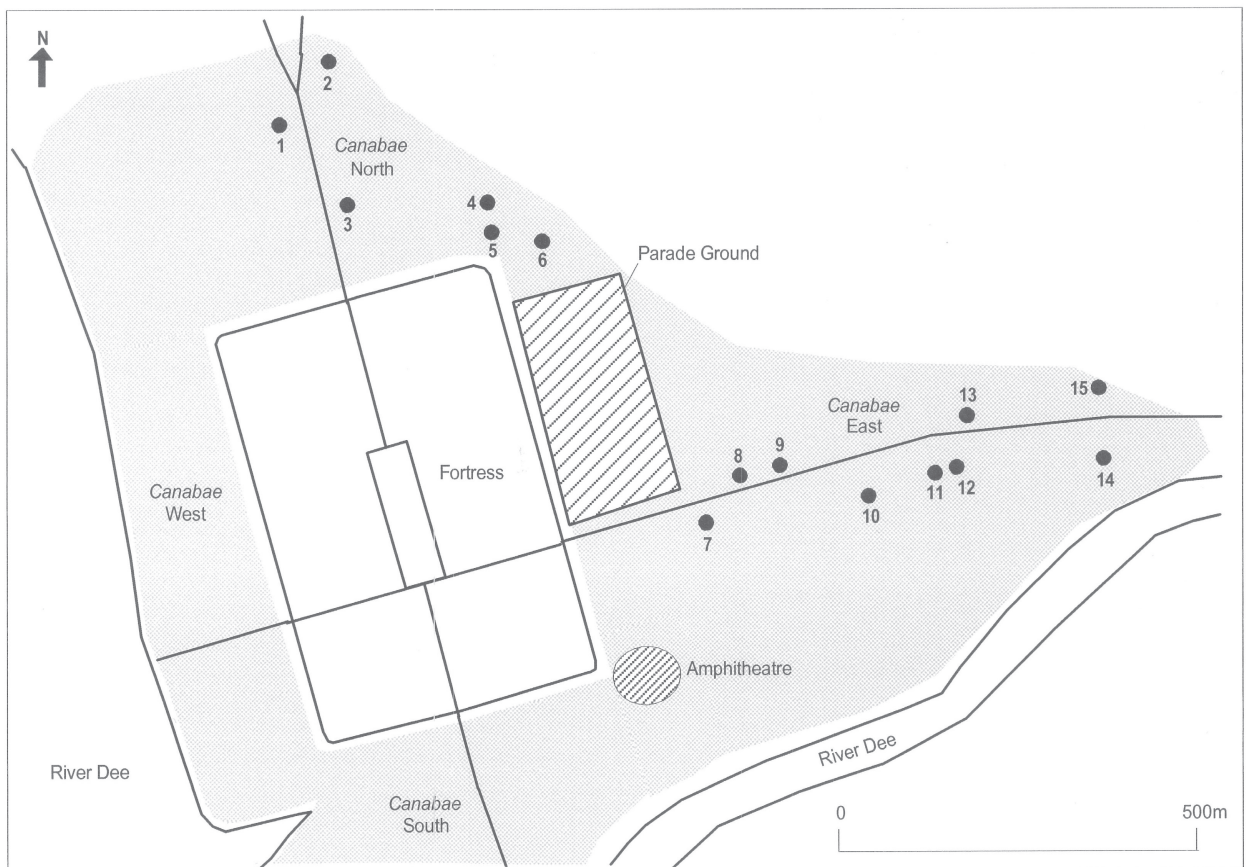 N
2
1
Canabae
North
3
4
5
6
Parade Ground
13
15
Canabae
East
8
9
Fortress
11
12
14
10
Canabae
West
7
Amphitheatre
River Dee
River Dee
Canabae
South
0
500m